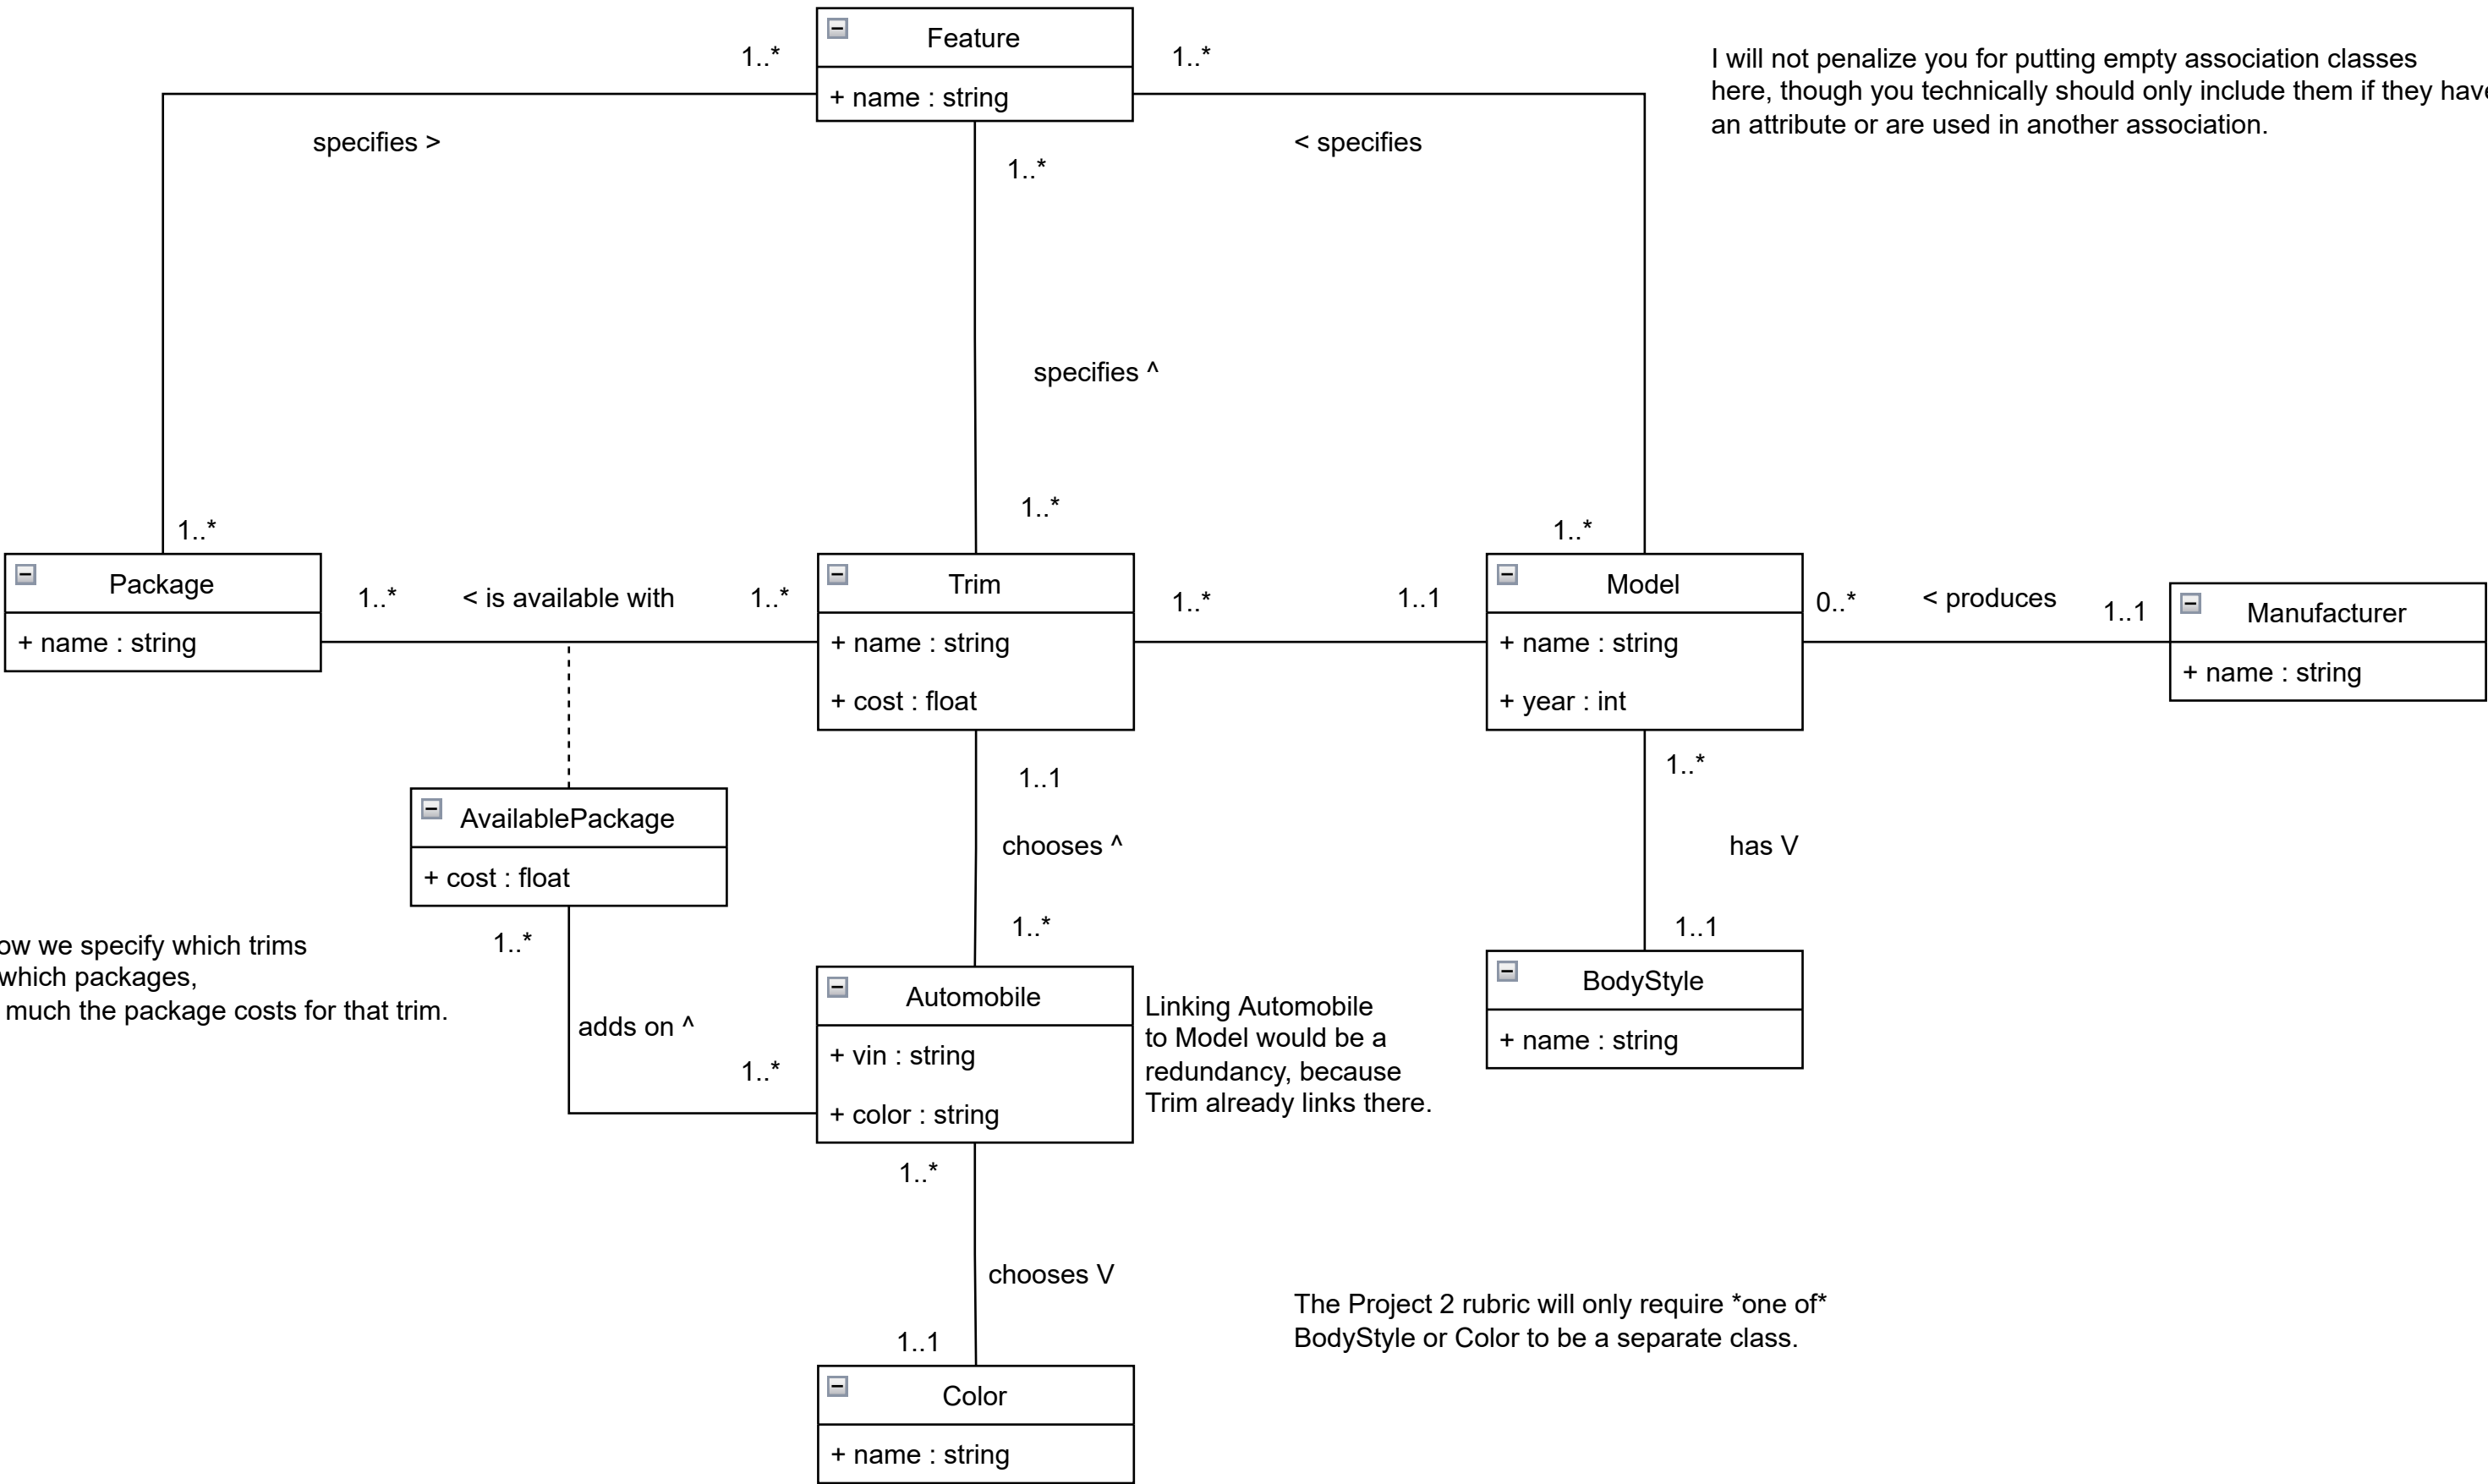 Feature
+ name : string
1..*
1..*
I will not penalize you for putting empty association classes
here, though you technically should only include them if they have
an attribute or are used in another association.
specifies >
< specifies
1..*
specifies ^
1..*
1..*
1..*
Package
+ name : string
1..*
< is available with
1..*
Trim
+ name : string
+ cost : float
1..*
1..1
Model
+ name : string
+ year : int
0..*
< produces
1..1
Manufacturer
+ name : string
AvailablePackage
+ cost : float
1..1
chooses ^
1..*
1..*
has V
1..1
we specify which trims
which packages,
much the package costs for that trim.
1..*
adds on ^
1..*
Automobile
+ vin : string
+ color : string
Linking Automobile
to Model would be a
redundancy, because
Trim already links there.
BodyStyle
+ name : string
1..*
chooses V
1..1
The Project 2 rubric will only require *one of*
BodyStyle or Color to be a separate class.
Color
+ name : string